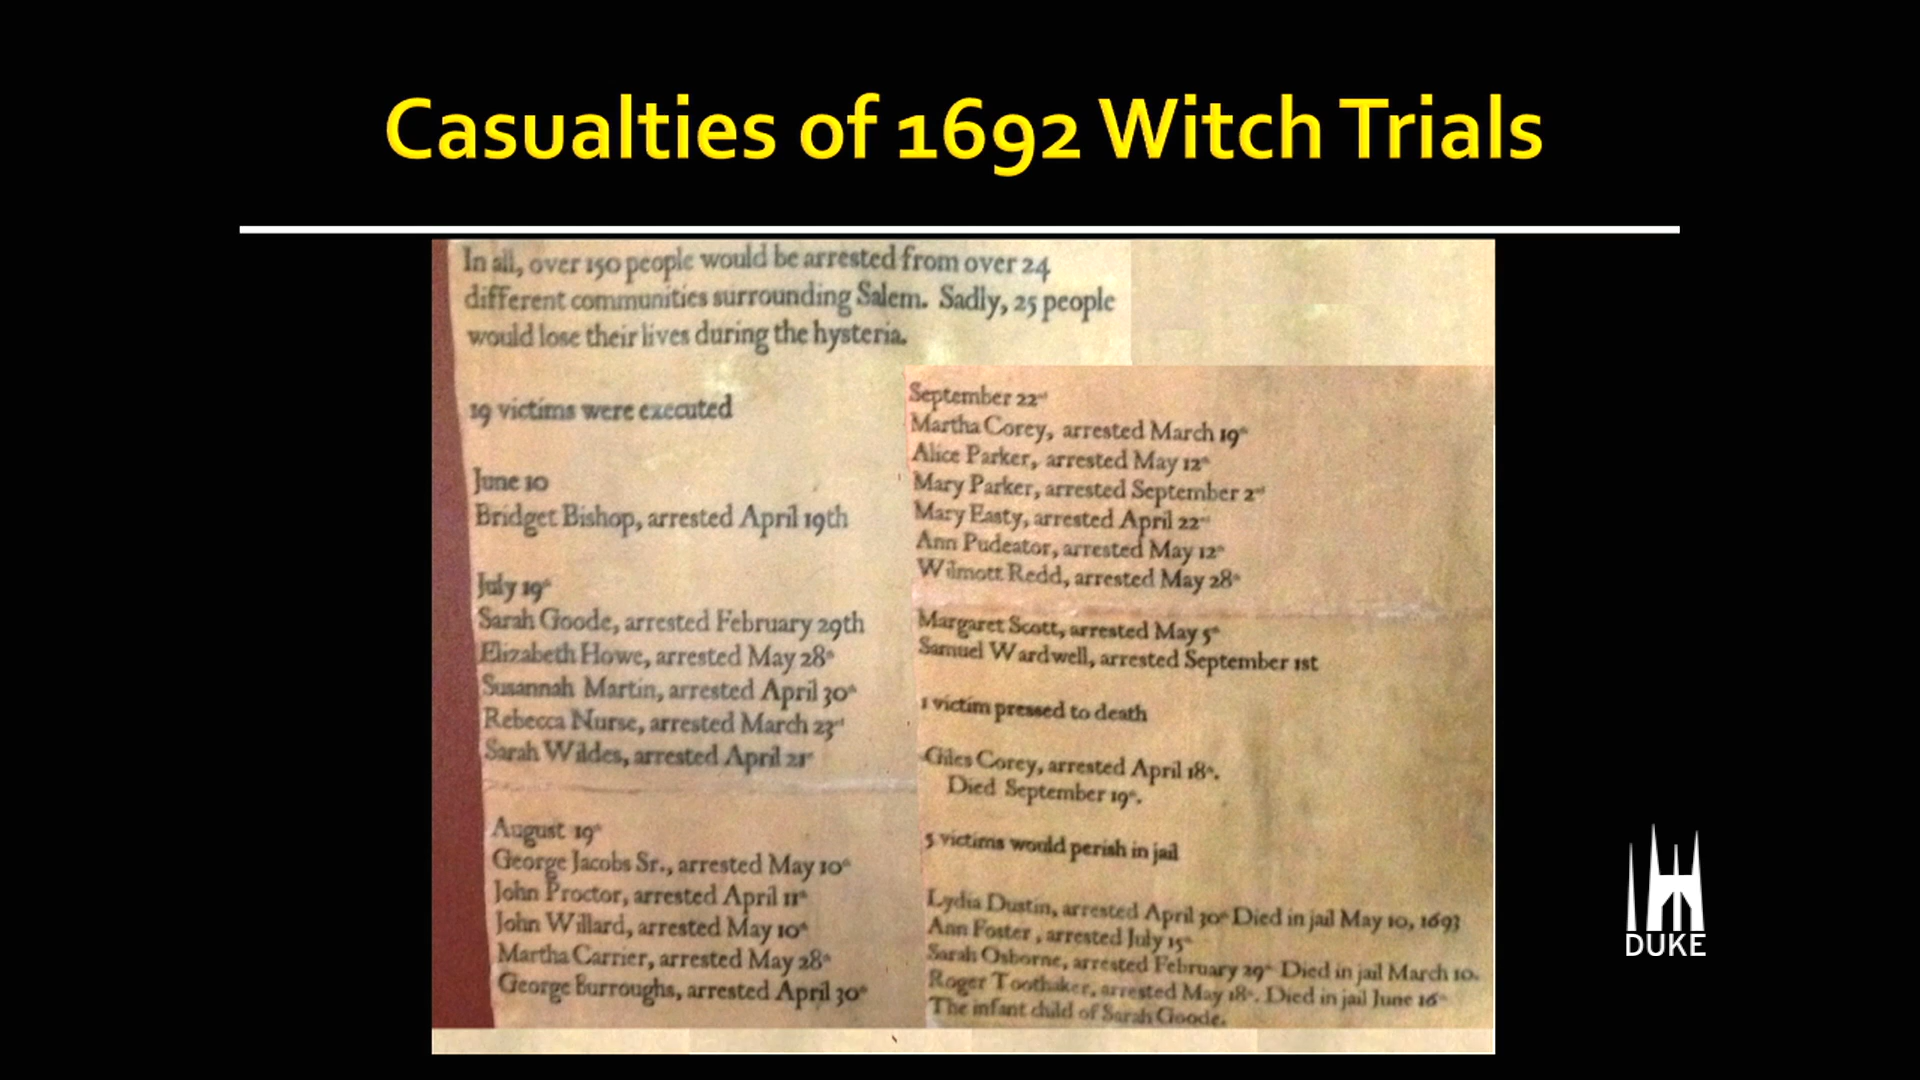 Casualties of 1692 Witch Trials
In all, over 150 people would be arrested from over 24
different communities surrounding Salem. Sadly, 25 people
would lose their lives during the hysteria.
19 victims were executed
June 10
Bridget Bishop, arrested April 19th
July 19th
Sarah Goode, arrested February 29th
Elizabeth Howe, arrested May 28th
Susannah Martin, arrested April 30th
Rebecca Nurse, arrested March 23rd
Sarah Wildes, arrested April 21st
August 19th
George Jacobs Sr., arrested May 10th
John Proctor, arrested April 11th
John Willard, arrested May 10th
Martha Carrier, arrested May 28th
George Burroughs, arrested April 30th
September 22nd
Martha Corey, arrested March 19th
Alice Parker, arrested May 12th
Mary Parker, arrested September 2nd
Mary Easty, arrested April 22nd
Ann Pudeator, arrested May 12th
Wilmott Redd, arrested May 28th
Margaret Scott, arrested May 5th
Samuel Wardwell, arrested September 1st
1 victim pressed to death
Giles Corey, arrested April 18th.
Died September 19th.
5 victims would perish in jail
Lydia Dustin, arrested April 30th Died in jail May 10, 1693
Ann Foster, arrested July 15th
Sarah Osborne, arrested February 29th Died in jail March 10.
Roger Toothaker, arrested May 18th. Died in jail June 16th
The infant child of Sarah Goode.
DUKE